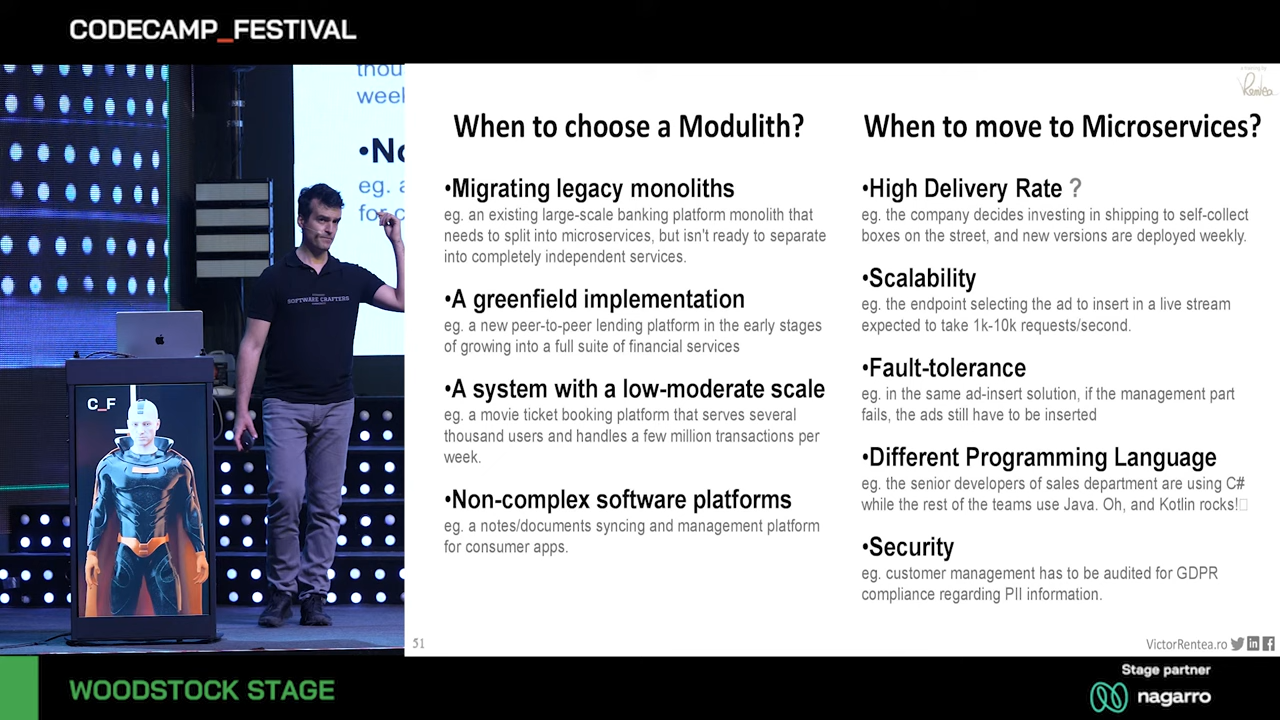 CODECAMP_FESTIVAL
thou
week
•No
eg. a
for c
SOFTWARE CRAFTERS
C_F
Rentea
When to choose a Modulith?
•Migrating legacy monoliths
eg. an existing large-scale banking platform monolith that
needs to split into microservices, but isn't ready to separate
into completely independent services.
•A greenfield implementation
eg. a new peer-to-peer lending platform in the early stages
of growing into a full suite of financial services
•A system with a low-moderate scale
eg. a movie ticket booking platform that serves several
thousand users and handles a few million transactions per
week.
•Non-complex software platforms
eg. a notes/documents syncing and management platform
for consumer apps.
When to move to Microservices?
•High Delivery Rate ?
eg. the company decides investing in shipping to self-collect
boxes on the street, and new versions are deployed weekly.
•Scalability
eg. the endpoint selecting the ad to insert in a live stream
expected to take 1k-10k requests/second.
•Fault-tolerance
eg. in the same ad-insert solution, if the management part
fails, the ads still have to be inserted
•Different Programming Language
eg. the senior developers of sales department are using C#
while the rest of the teams use Java. Oh, and Kotlin rocks!
•Security
eg. customer management has to be audited for GDPR
compliance regarding PII information.
51
VictorRentea.ro
WOODSTOCK STAGE
Stage partner
nagarro